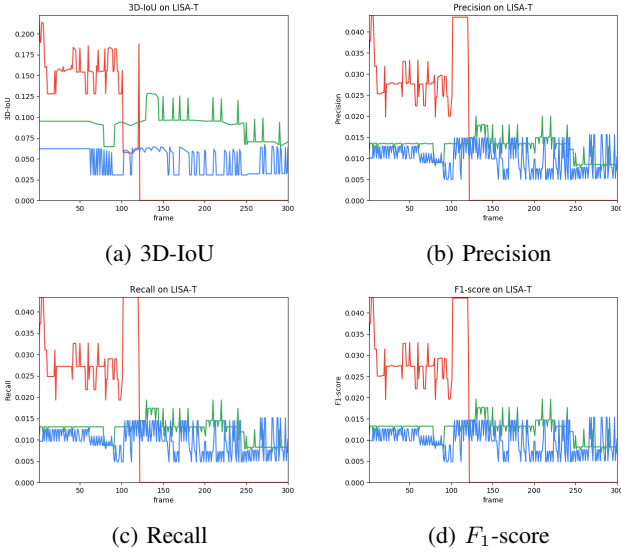 3D-IoU on LISA-T
0.200
0.175
0.150
0.125
0.100
0.075
0.050
0.025
0.000
3D-IoU
50 100 150 200 250 300
frame
(a) 3D-IoU
Precision on LISA-T
0.040
0.035
0.030
0.025
0.020
0.015
0.010
0.005
0.000
Precision
50 100 150 200 250 300
frame
(b) Precision
Recall on LISA-T
0.040
0.035
0.030
0.025
0.020
0.015
0.010
0.005
0.000
Recall
50 100 150 200 250 300
frame
(c) Recall
F1-score on LISA-T
0.040
0.035
0.030
0.025
0.020
0.015
0.010
0.005
0.000
F1-score
50 100 150 200 250 300
frame
(d) F₁-score